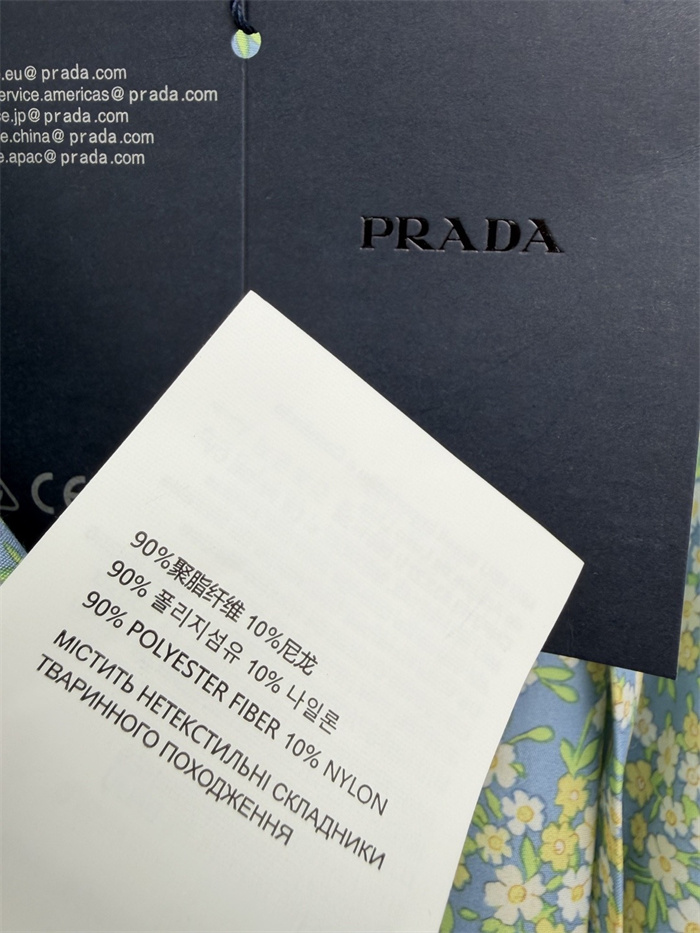 .eu@ prada.com
ervice.americas@ prada.com
e.jp@ prada.com
e.china@ prada.com
e.apac@ prada.com
PRADA
CE
90%聚脂纤维 10%尼龙
90% 폴리지섬유 10% 나일론
90% POLYESTER FIBER 10% NYLON
МІСТИТЬ НЕТЕКСТИЛЬНІ СКЛАДНИКИ
ТВАРИННОГО ПОХОДЖЕННЯ